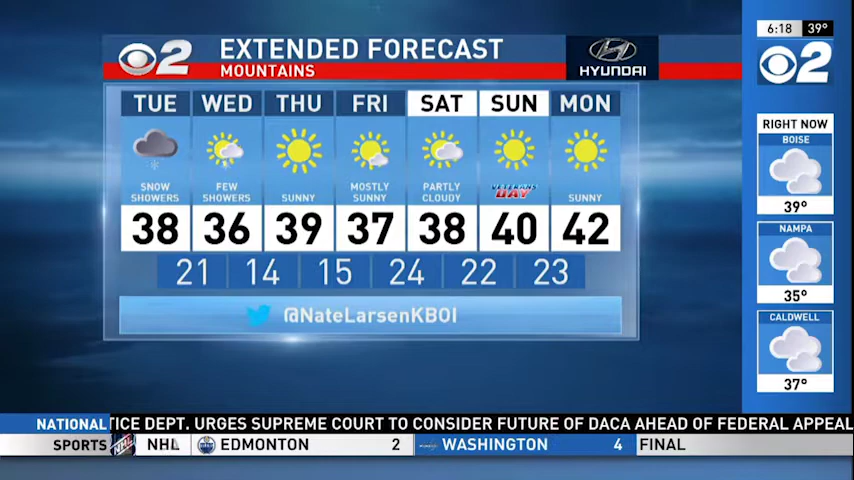 2 EXTENDED FORECAST
MOUNTAINS
HYUNDAI
TUE WED THU FRI SAT SUN MON
SNOW SHOWERS FEW SHOWERS SUNNY MOSTLY SUNNY PARTLY CLOUDY VETERANS DAY SUNNY
38 36 39 37 38 40 42
21 14 15 24 22 23
@NateLarsenKBOI
6:18 39°
2
RIGHT NOW
BOISE
39°
NAMPA
35°
CALDWELL
37°
NATIONAL TICE DEPT. URGES SUPREME COURT TO CONSIDER FUTURE OF DACA AHEAD OF FEDERAL APPEAL
SPORTS NHL NHL EDMONTON 2 WASHINGTON 4 FINAL